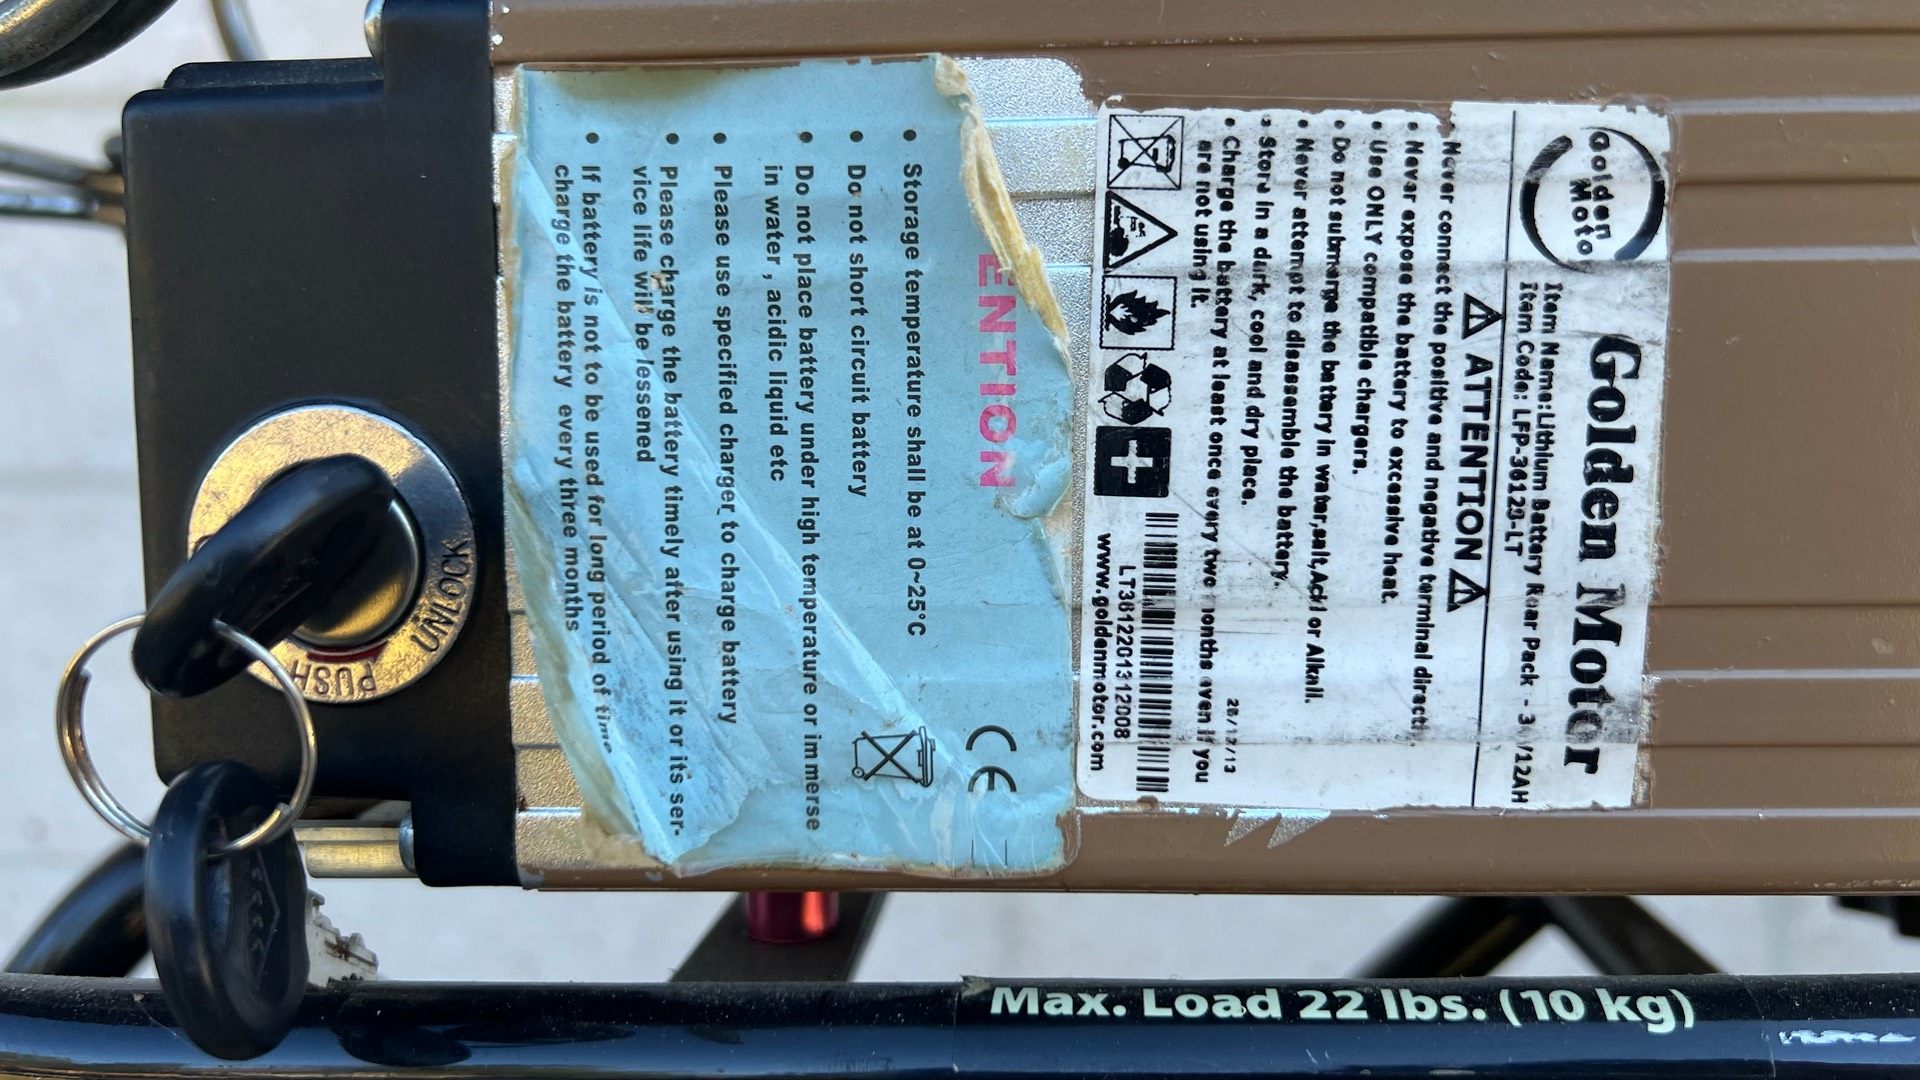 Golden Moto
Golden Motor
Item Name:Lithium Battery Rear Pack - 3 /12AH
Item Code: LFP-36123-LT
ATTENTION
• Never connect the positive and negative terminal directl
• Never expose the battery to excessive heat.
• Use ONLY compatible chargers.
• Do not submerge the battery in water,salt,Acid or Alkali.
• Never attempt to disassemble the battery.
• Store in a dark, cool and dry place.
• Charge the battery at least once every two months even if you
are not using it.
28/12/13
LT3612201312008
www.goldenmotor.com
ENTION
CE
• Storage temperature shall be at 0~25°C
• Do not short circuit battery
• Do not place battery under high temperature or immerse
in water , acidic liquid etc
• Please use specified charger to charge battery
• Please charge the battery timely after using it or its ser-
vice life will be lessened
• If battery is not to be used for long period of time
charge the battery every three months
UNLOCK
PUSH
Max. Load 22 lbs. (10 kg)